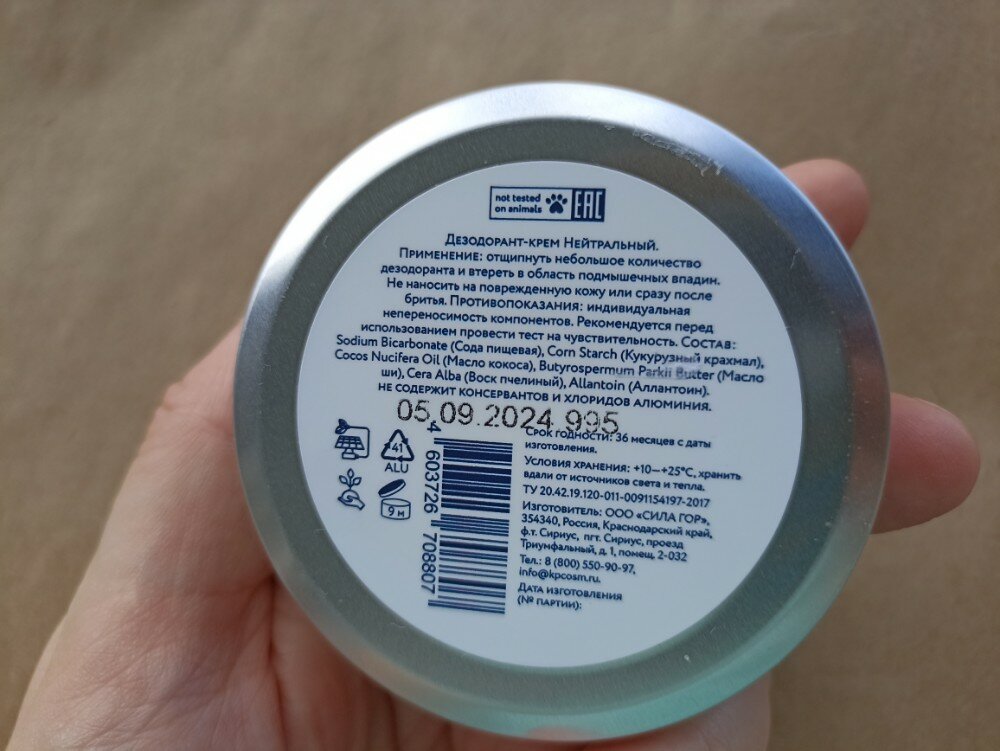 not tested
on animals
EAC
Дезодорант-крем Нейтральный.
Применение: отщипнуть небольшое количество
дезодоранта и втереть в область подмышечных впадин.
Не наносить на поврежденную кожу или сразу после
бритья. Противопоказания: индивидуальная
непереносимость компонентов. Рекомендуется перед
использованием провести тест на чувствительность. Состав:
Sodium Bicarbonate (Сода пищевая), Corn Starch (Кукурузный крахмал),
Cocos Nucifera Oil (Масло кокоса), Butyrospermum Parkii Butter (Масло
ши), Cera Alba (Воск пчелиный), Allantoin (Аллантоин).
НЕ СОДЕРЖИТ КОНСЕРВАНТОВ И ХЛОРИДОВ АЛЮМИНИЯ.
05.09.2024 995
41
ALU
9 м
4 603726 708807
Срок годности: 36 месяцев с даты
изготовления.
Условия хранения: +10—+25°C, хранить
вдали от источников света и тепла.
ТУ 20.42.19.120-011-0091154197-2017
Изготовитель: ООО «СИЛА ГОР»,
354340, Россия, Краснодарский край,
ф.т. Сириус, пгт. Сириус, проезд
Триумфальный, д. 1, помещ. 2-032
Тел.: 8 (800) 550-90-97,
info@kpcosm.ru.
Дата изготовления
(№ партии):